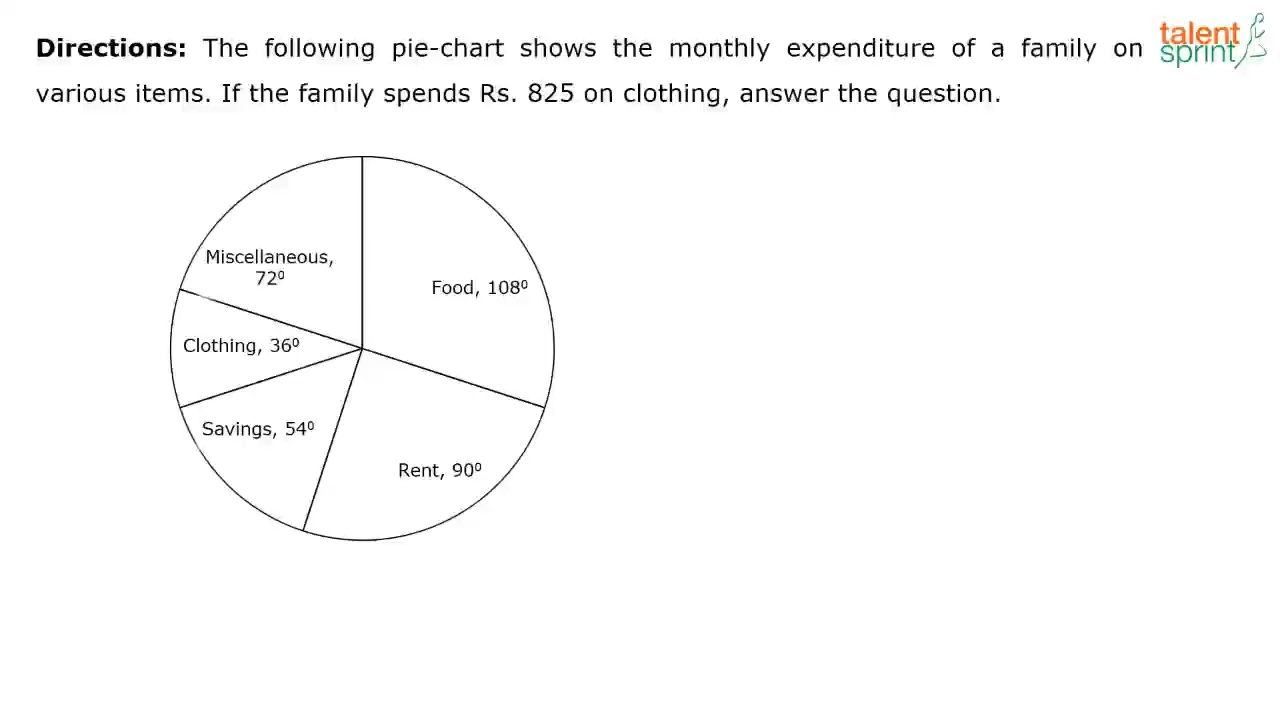 Directions: The following pie-chart shows the monthly expenditure of a family on
various items. If the family spends Rs. 825 on clothing, answer the question.
talent
sprint
Miscellaneous,
72⁰
Food, 108⁰
Clothing, 36⁰
Savings, 54⁰
Rent, 90⁰